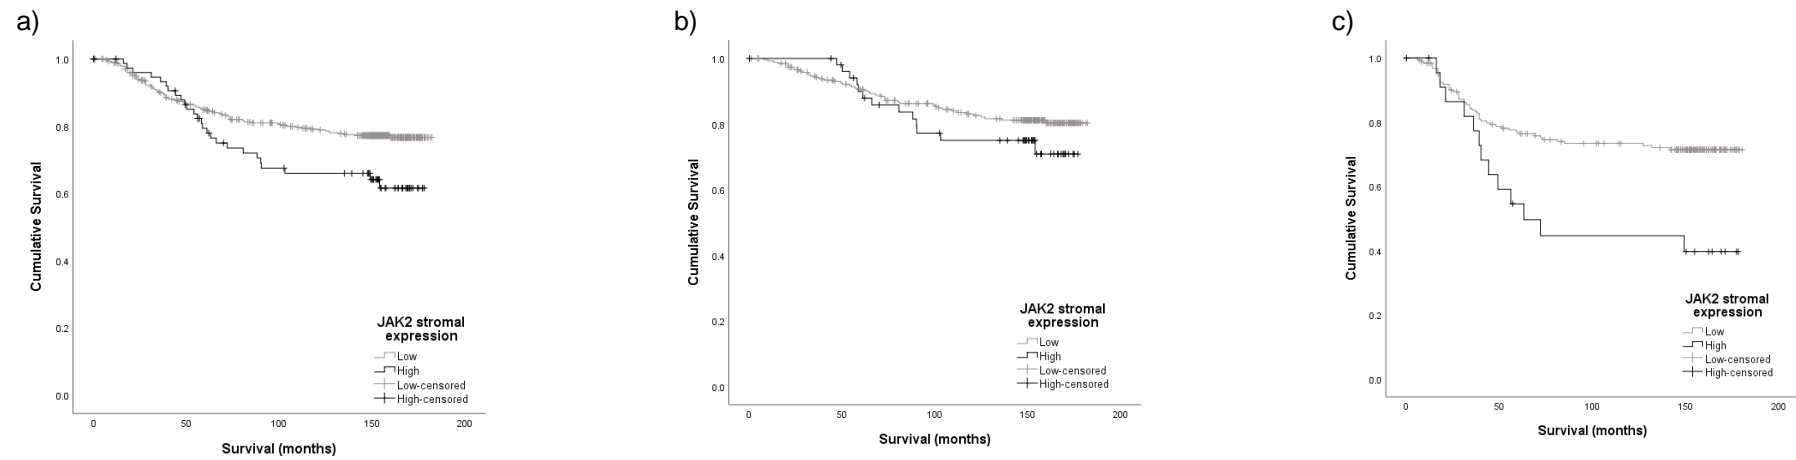 a)
1.0
0.8
0.6
0.4
0.2
0.0
Cumulative Survival
0 50 100 150 200
Survival (months)
JAK2 stromal
expression
Low
High
Low-censored
High-censored
b)
1.0
0.8
0.6
0.4
0.2
0.0
Cumulative Survival
0 50 100 150 200
Survival (months)
JAK2 stromal
expression
Low
High
Low-censored
High-censored
c)
1.0
0.8
0.6
0.4
0.2
0.0
Cumulative Survival
0 50 100 150 200
Survival (months)
JAK2 stromal
expression
Low
High
Low-censored
High-censored